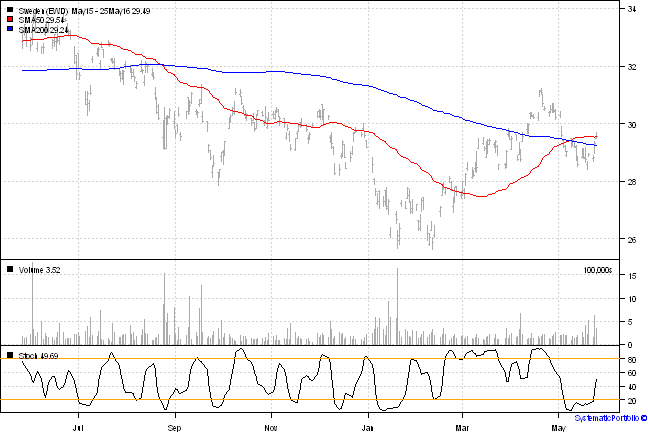 Sweden (EWD) May15 - 25May16 29.49
SMA50 29.54
SMA200 29.24
34
32
30
28
26
Volume 3.52
100,000s
15
10
5
0
Stoch 49.69
80
60
40
20
Jul
Sep
Nov
Jan
Mar
May
SystematicPortfolio ©